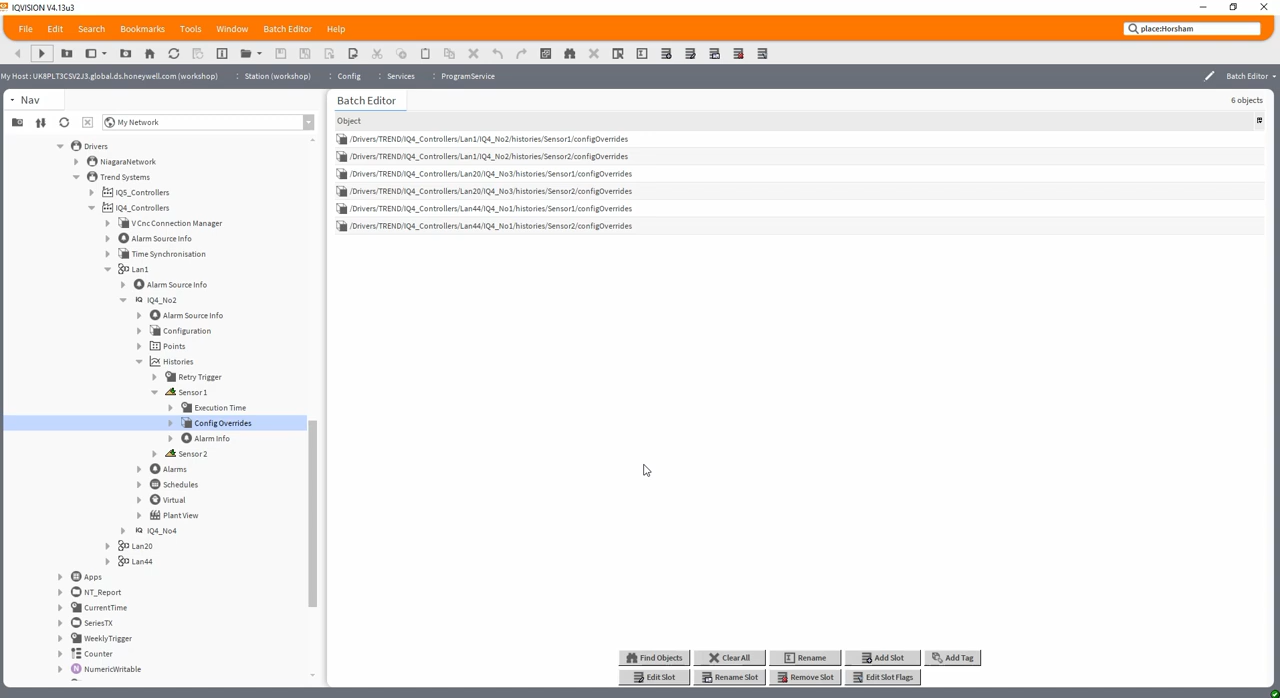 IQVISION V4.13u3
File Edit Search Bookmarks Tools Window Batch Editor Help
place:Horsham
My Host : UK8PLT3CSV2J3.global.ds.honeywell.com (workshop) : Station (workshop) : Config : Services : ProgramService
Batch Editor
Nav
My Network
Drivers
NiagaraNetwork
Trend Systems
IQ5_Controllers
IQ4_Controllers
V Cnc Connection Manager
Alarm Source Info
Time Synchronisation
Lan1
Alarm Source Info
IQ4_No2
Alarm Source Info
Configuration
Points
Histories
Retry Trigger
Sensor 1
Execution Time
Config Overrides
Alarm Info
Sensor 2
Alarms
Schedules
Virtual
Plant View
IQ4_No4
Lan20
Lan44
Apps
NT_Report
CurrentTime
SeriesTX
WeeklyTrigger
Counter
NumericWritable
Batch Editor
6 objects
Object
/Drivers/TREND/IQ4_Controllers/Lan1/IQ4_No2/histories/Sensor1/configOverrides
/Drivers/TREND/IQ4_Controllers/Lan1/IQ4_No2/histories/Sensor2/configOverrides
/Drivers/TREND/IQ4_Controllers/Lan20/IQ4_No3/histories/Sensor1/configOverrides
/Drivers/TREND/IQ4_Controllers/Lan20/IQ4_No3/histories/Sensor2/configOverrides
/Drivers/TREND/IQ4_Controllers/Lan44/IQ4_No1/histories/Sensor1/configOverrides
/Drivers/TREND/IQ4_Controllers/Lan44/IQ4_No1/histories/Sensor2/configOverrides
Find Objects Clear All Rename Add Slot Add Tag
Edit Slot Rename Slot Remove Slot Edit Slot Flags